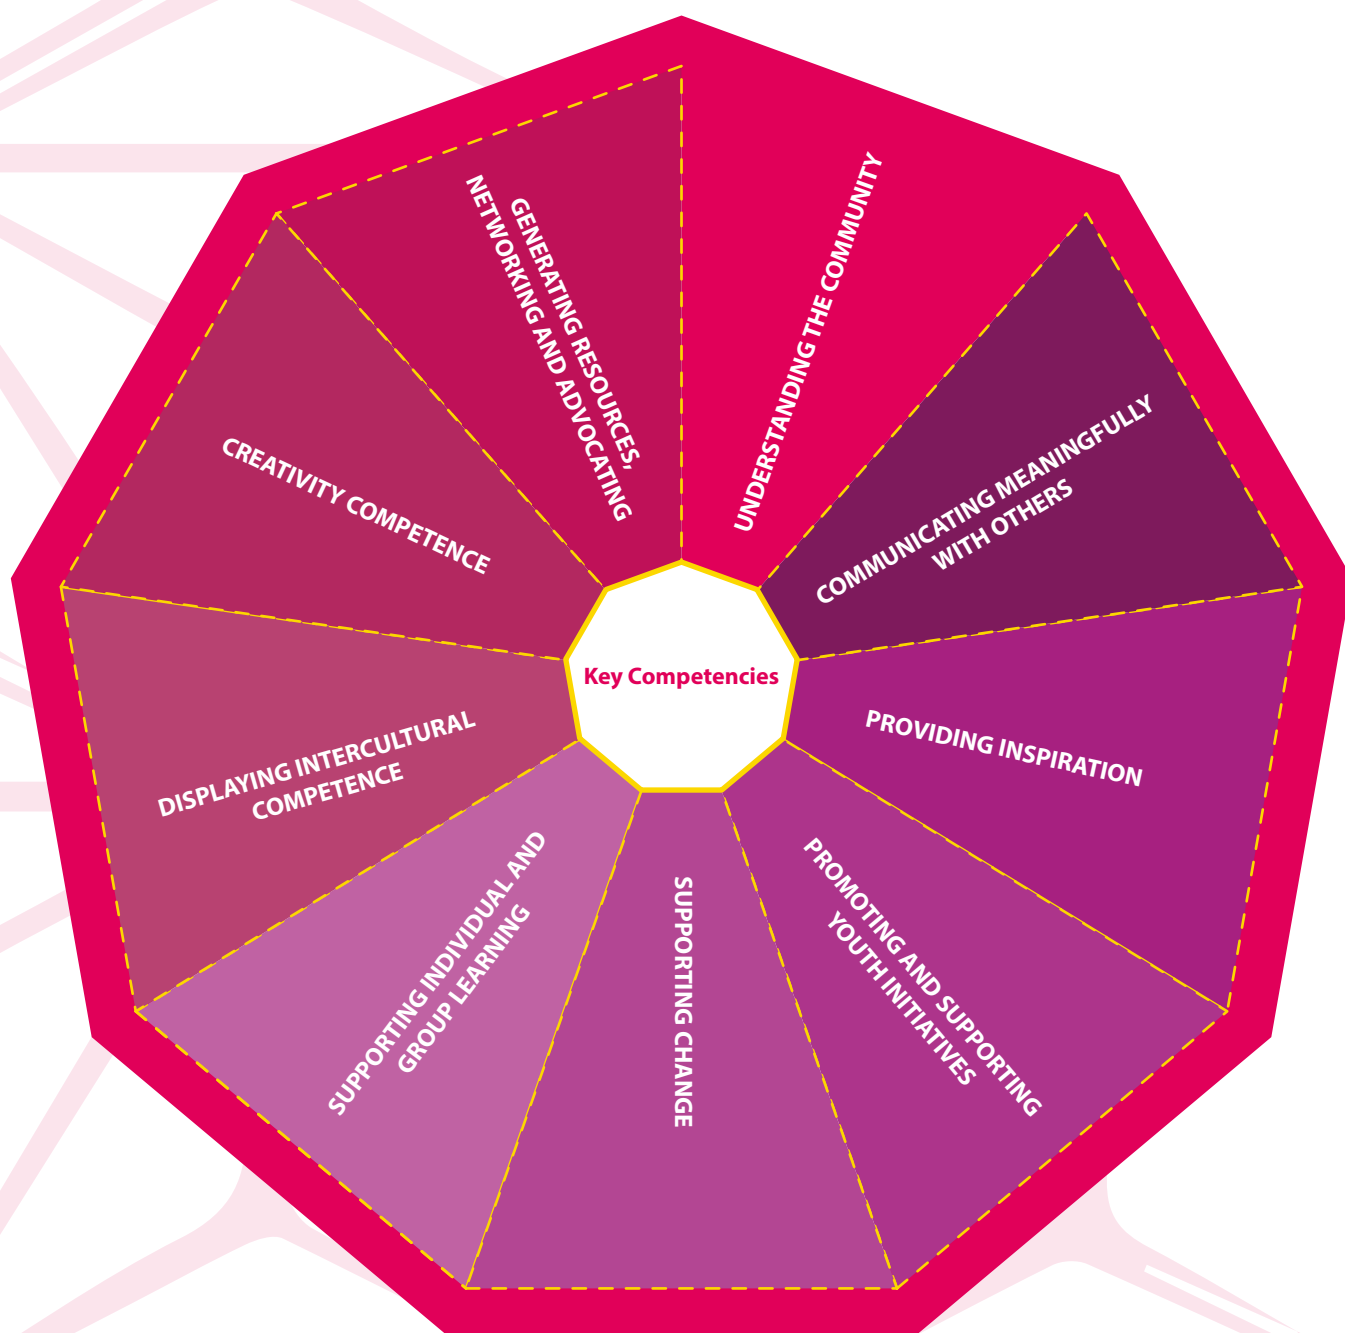 Key Competencies
UNDERSTANDING THE COMMUNITY
COMMUNICATING MEANINGFULLY
WITH OTHERS
PROVIDING INSPIRATION
PROMOTING AND SUPPORTING
YOUTH INITIATIVES
SUPPORTING CHANGE
SUPPORTING INDIVIDUAL AND
GROUP LEARNING
DISPLAYING INTERCULTURAL
COMPETENCE
CREATIVITY COMPETENCE
GENERATING RESOURCES,
NETWORKING AND ADVOCATING